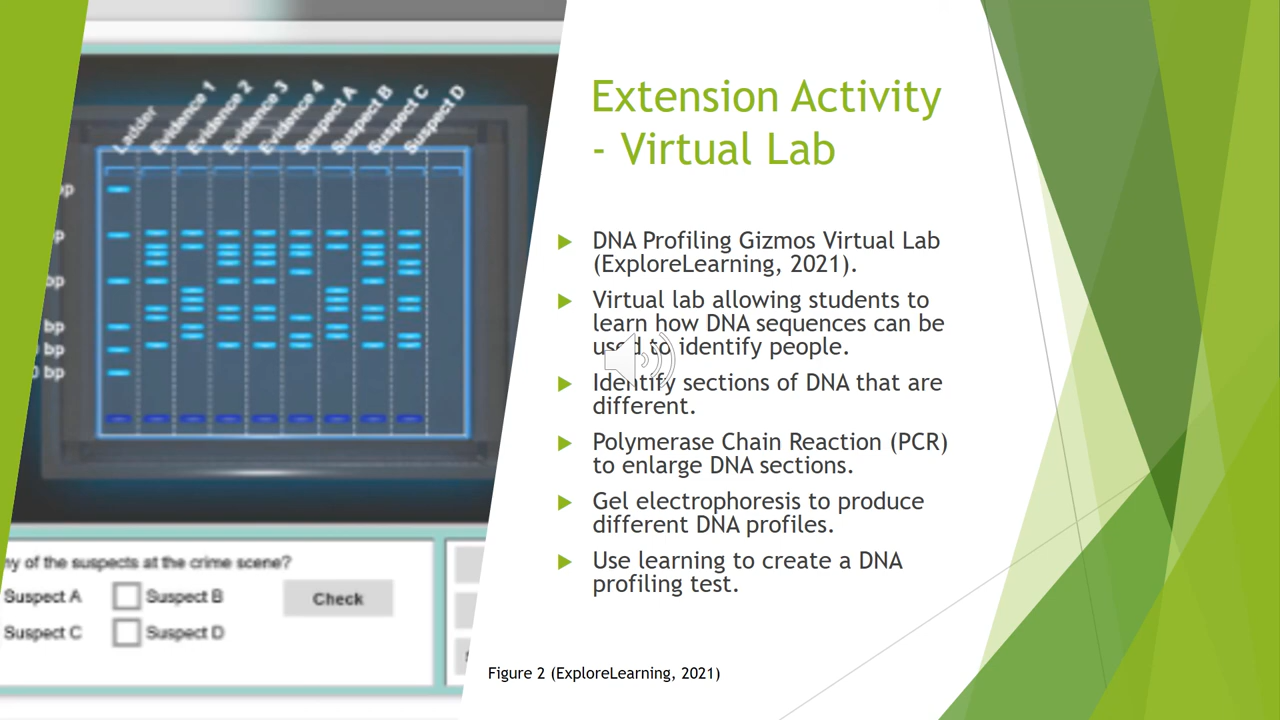 Ladder
Evidence 1
Evidence 2
Evidence 3
Evidence 4
Suspect A
Suspect B
Suspect C
Suspect D
bp
0 bp
ny of the suspects at the crime scene?
Suspect A
Suspect B
Check
Suspect C
Suspect D
Extension Activity
- Virtual Lab
DNA Profiling Gizmos Virtual Lab
(ExploreLearning, 2021).
Virtual lab allowing students to
learn how DNA sequences can be
used to identify people.
Identify sections of DNA that are
different.
Polymerase Chain Reaction (PCR)
to enlarge DNA sections.
Gel electrophoresis to produce
different DNA profiles.
Use learning to create a DNA
profiling test.
Figure 2 (ExploreLearning, 2021)